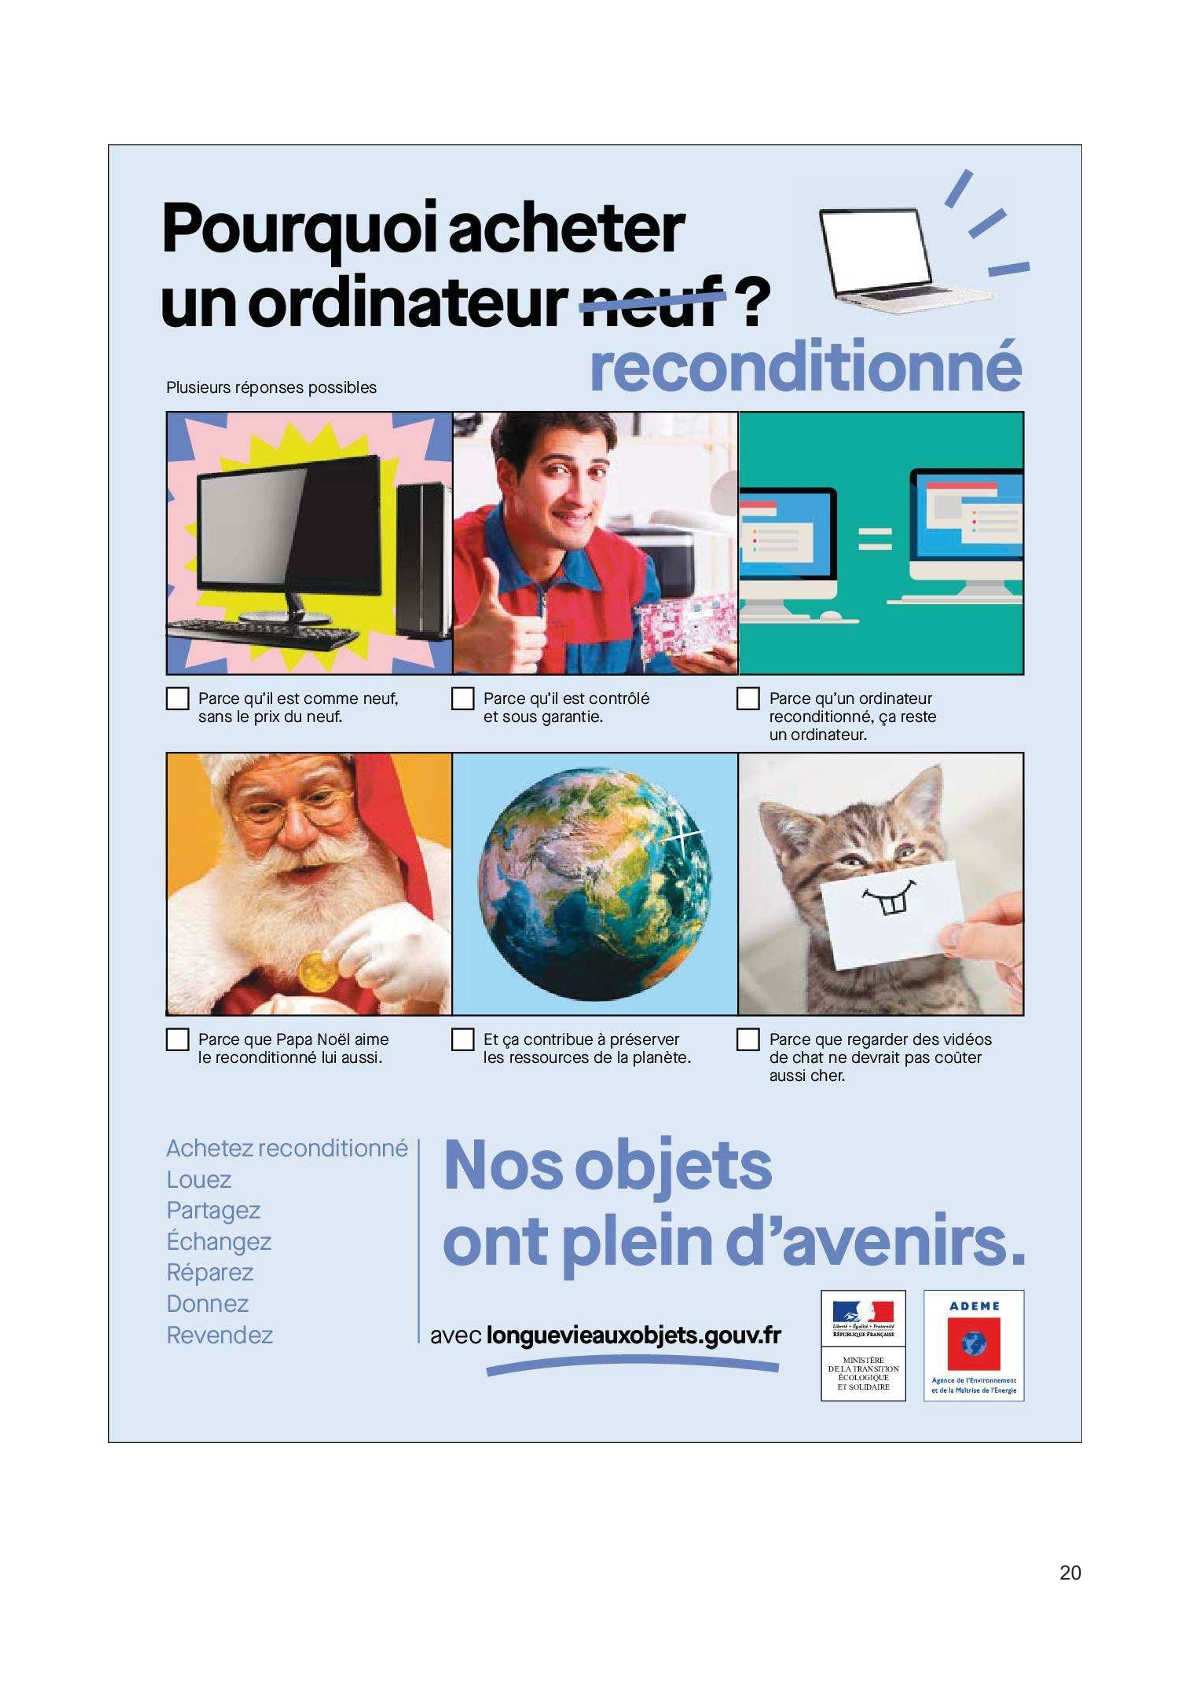 Pourquoi acheter
un ordinateur neuf ?
reconditionné
Plusieurs réponses possibles
Parce qu'il est comme neuf,
sans le prix du neuf.
Parce qu'il est contrôlé
et sous garantie.
Parce qu'un ordinateur
reconditionné, ça reste
un ordinateur.
Parce que Papa Noël aime
le reconditionné lui aussi.
Et ça contribue à préserver
les ressources de la planète.
Parce que regarder des vidéos
de chat ne devrait pas coûter
aussi cher.
Achetez reconditionné
Louez
Partagez
Échangez
Réparez
Donnez
Revendez
Nos objets
ont plein d'avenirs.
avec longuevieauxobjets.gouv.fr
Liberté • Égalité • Fraternité
RÉPUBLIQUE FRANÇAISE
MINISTÈRE
DE LA TRANSITION
ÉCOLOGIQUE
ET SOLIDAIRE
ADEME
Agence de l'Environnement
et de la Maîtrise de l'Energie
20